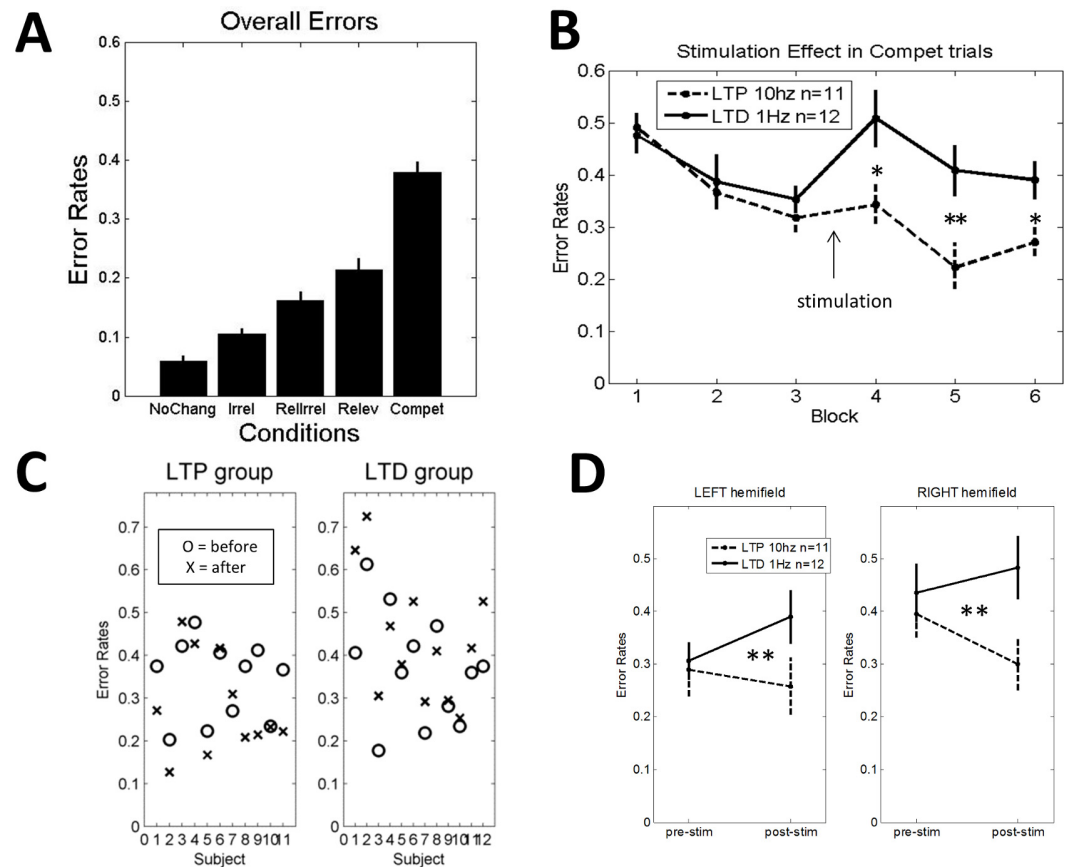 A
Overall Errors
Error Rates
0.6
0.5
0.4
0.3
0.2
0.1
0
NoChang Irrel RelIrrel Relev Compet
Conditions
B
Stimulation Effect in Compet trials
Error Rates
0.6
0.5
0.4
0.3
0.2
0.1
0
LTP 10hz n=11
LTD 1Hz n=12
*
**
*
stimulation
1 2 3 4 5 6
Block
C
LTP group
Error Rates
0.7
0.6
0.5
0.4
0.3
0.2
0.1
0
O = before
X = after
0 1 2 3 4 5 6 7 8 9 10 11
Subject
LTD group
0.7
0.6
0.5
0.4
0.3
0.2
0.1
0
0 1 2 3 4 5 6 7 8 9 10 11 12
Subject
D
LEFT hemifield
Error Rates
0.5
0.4
0.3
0.2
0.1
0.0
LTP 10hz n=11
LTD 1Hz n=12
**
pre-stim post-stim
RIGHT hemifield
Error Rates
0.5
0.4
0.3
0.2
0.1
0.0
**
pre-stim post-stim